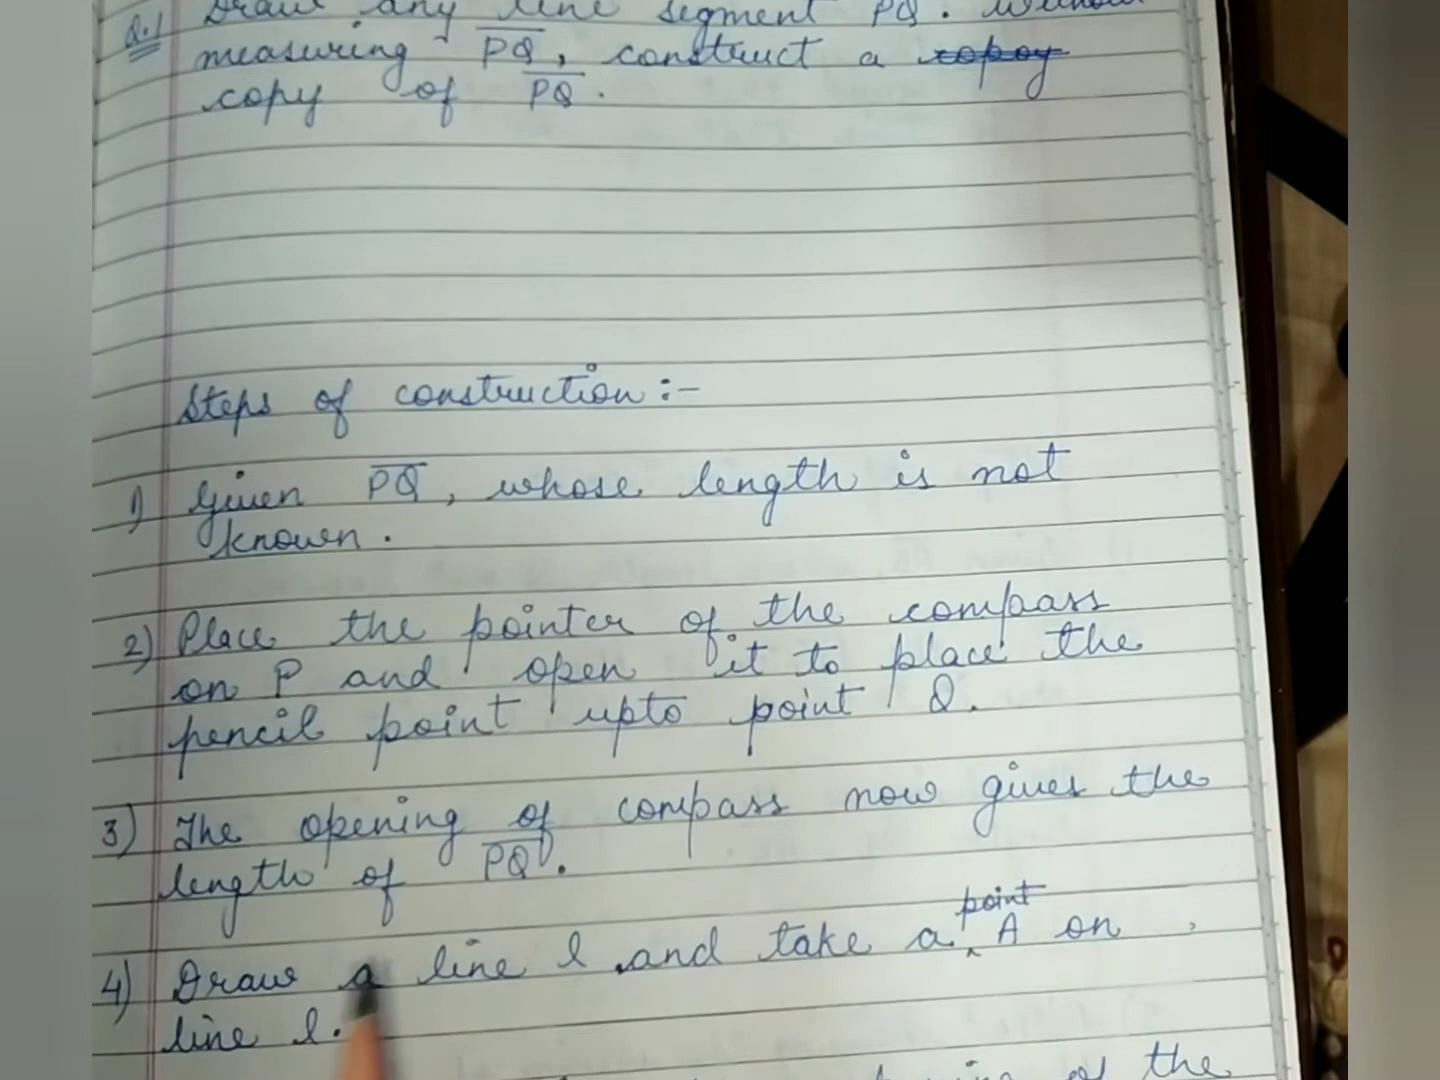 Q.1 Draw any line segment PQ. Without
measuring PQ, construct a copoy
copy of PQ.
Steps of construction:-
1) Given PQ, whose length is not
known.
2) Place the pointer of the compass
on P and open it to place the
pencil point upto point Q.
3) The opening of compass now gives the
length of PQ.
4) Draw a line l and take a point A on
line l.
of the